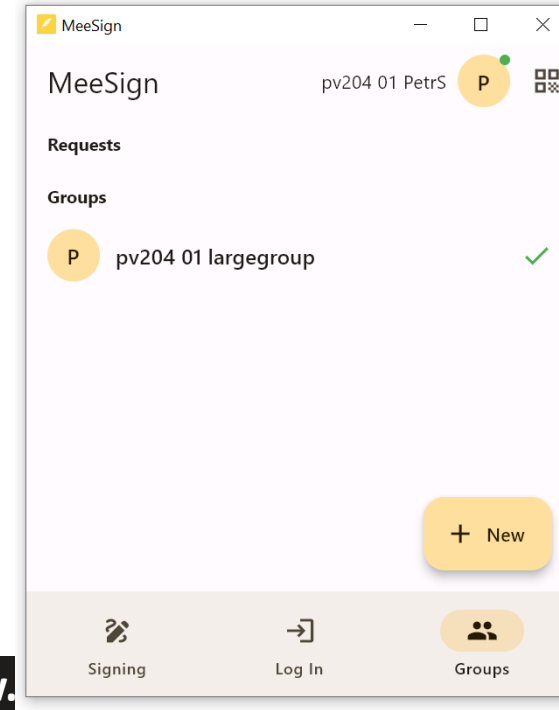 MeeSign
MeeSign
pv204 01 PetrS
P
Requests
Groups
P
pv204 01 largegroup
New
Signing
Log In
Groups